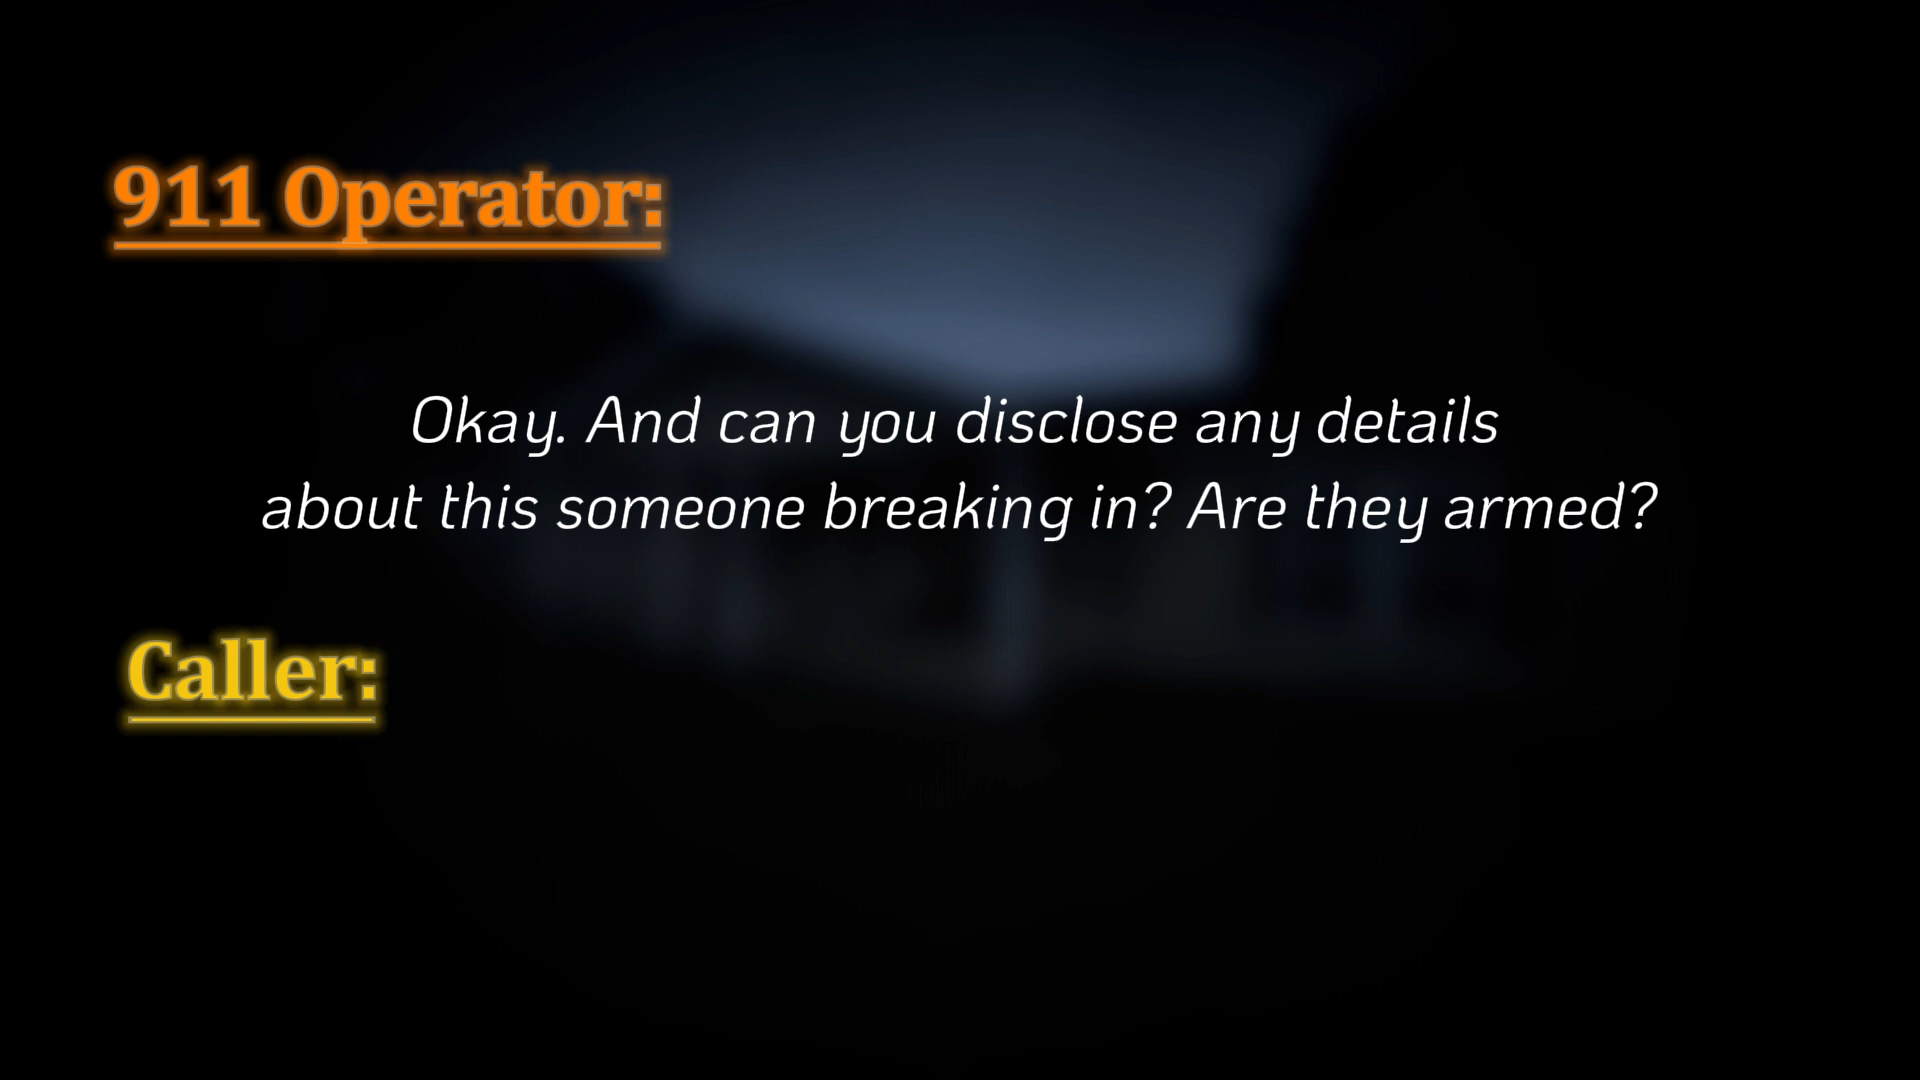 911 Operator:
Okay. And can you disclose any details
about this someone breaking in? Are they armed?
Caller: